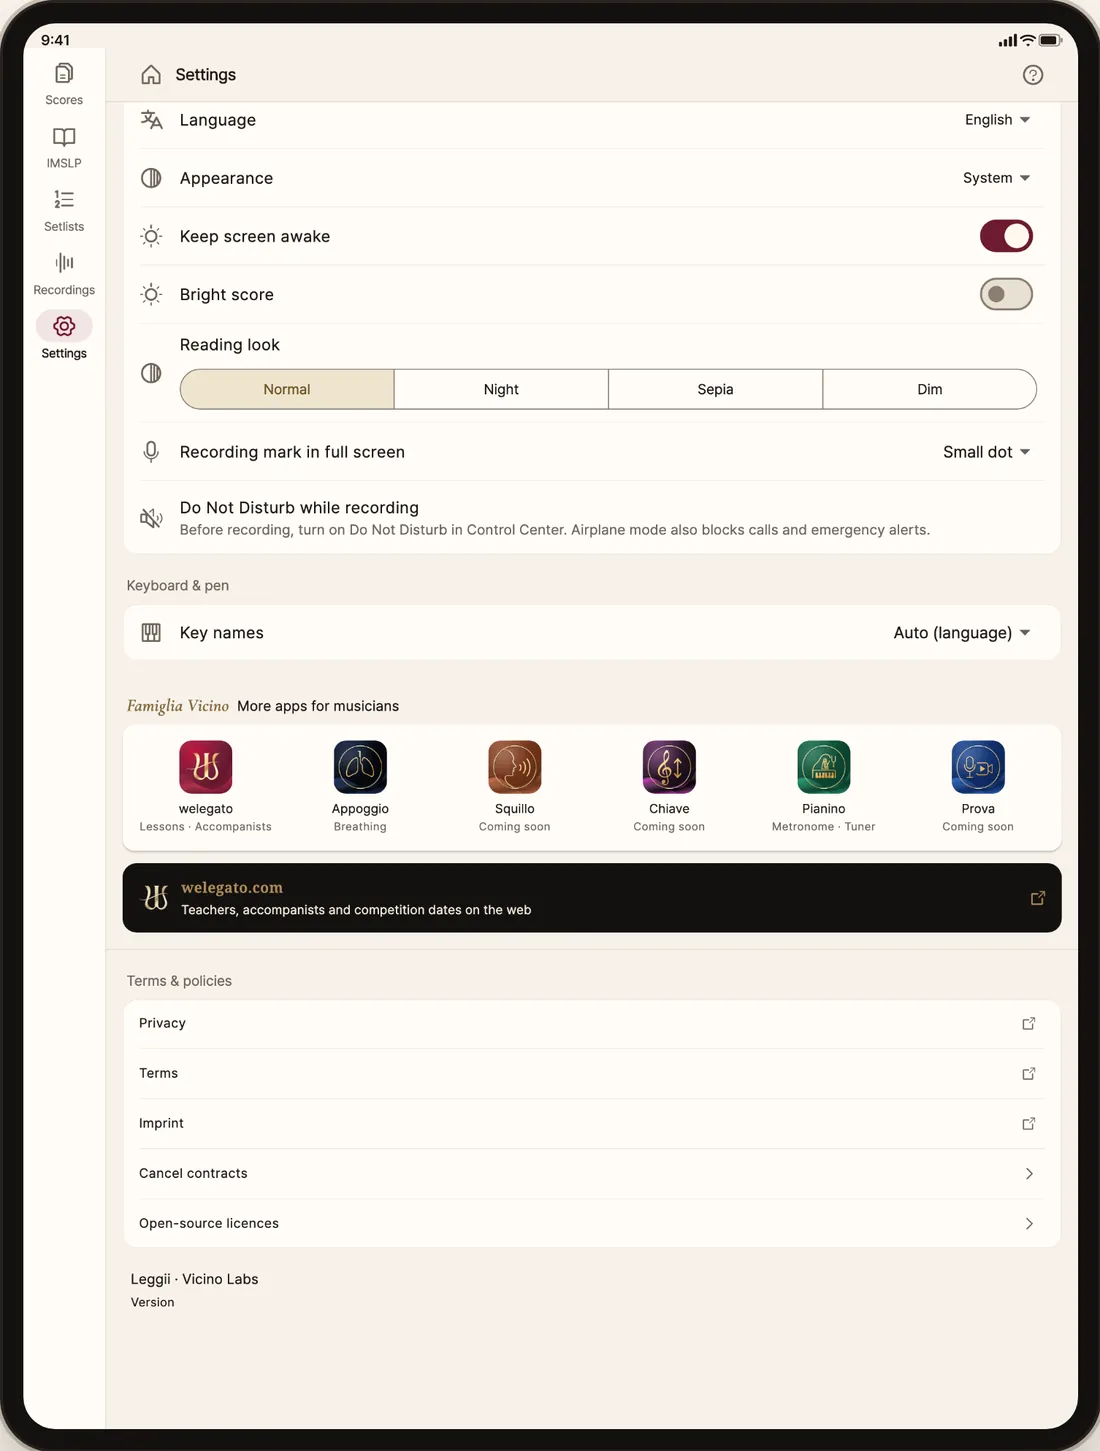 9:41
Settings
Scores
IMSLP
Setlists
Recordings
Settings
Language English
Appearance System
Keep screen awake
Bright score
Reading look
Normal Night Sepia Dim
Recording mark in full screen Small dot
Do Not Disturb while recording
Before recording, turn on Do Not Disturb in Control Center. Airplane mode also blocks calls and emergency alerts.
Keyboard & pen
Key names Auto (language)
Famiglia Vicino More apps for musicians
welegato Appoggio Squillo Chiave Pianino Prova
Lessons · Accompanists Breathing Coming soon Coming soon Metronome · Tuner Coming soon
welegato.com
Teachers, accompanists and competition dates on the web
Terms & policies
Privacy
Terms
Imprint
Cancel contracts
Open-source licences
Leggii · Vicino Labs
Version